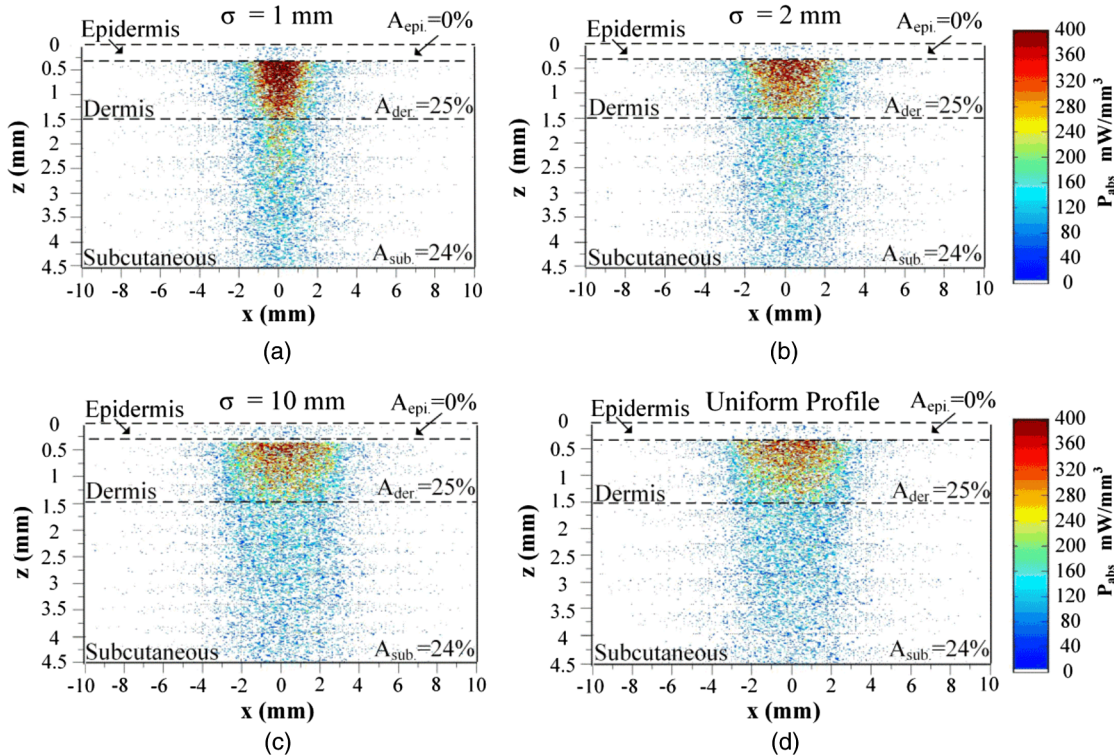 σ = 1 mm
Epidermis
A_epi.=0%
Dermis
A_der.=25%
Subcutaneous
A_sub.=24%
0
0.5
1
1.5
2
2.5
3
3.5
4
4.5
z (mm)
-10 -8 -6 -4 -2 0 2 4 6 8 10
x (mm)
(a)
σ = 2 mm
Epidermis
A_epi.=0%
Dermis
A_der.=25%
Subcutaneous
A_sub.=24%
0
0.5
1
1.5
2
2.5
3
3.5
4
4.5
z (mm)
-10 -8 -6 -4 -2 0 2 4 6 8 10
x (mm)
(b)
400
360
320
280
240
200
160
120
80
40
0
P_abs mW/mm³
σ = 10 mm
Epidermis
A_epi.=0%
Dermis
A_der.=25%
Subcutaneous
A_sub.=24%
0
0.5
1
1.5
2
2.5
3
3.5
4
4.5
z (mm)
-10 -8 -6 -4 -2 0 2 4 6 8 10
x (mm)
(c)
Uniform Profile
Epidermis
A_epi.=0%
Dermis
A_der.=25%
Subcutaneous
A_sub.=24%
0
0.5
1
1.5
2
2.5
3
3.5
4
4.5
z (mm)
-10 -8 -6 -4 -2 0 2 4 6 8 10
x (mm)
(d)
400
360
320
280
240
200
160
120
80
40
0
P_abs mW/mm³